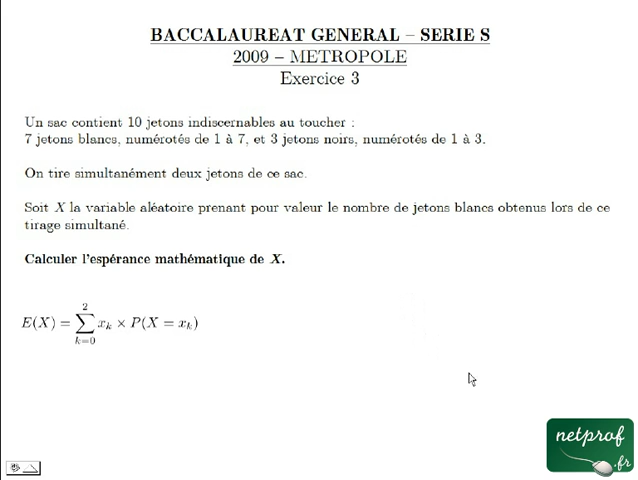 BACCALAUREAT GENERAL – SERIE S
2009 – METROPOLE
Exercice 3
Un sac contient 10 jetons indiscernables au toucher :
7 jetons blancs, numérotés de 1 à 7, et 3 jetons noirs, numérotés de 1 à 3.
On tire simultanément deux jetons de ce sac.
Soit X la variable aléatoire prenant pour valeur le nombre de jetons blancs obtenus lors de ce
tirage simultané.
Calculer l'espérance mathématique de X.
E(X) = ∑_{k=0}^{2} x_k × P(X = x_k)
netprof
.fr